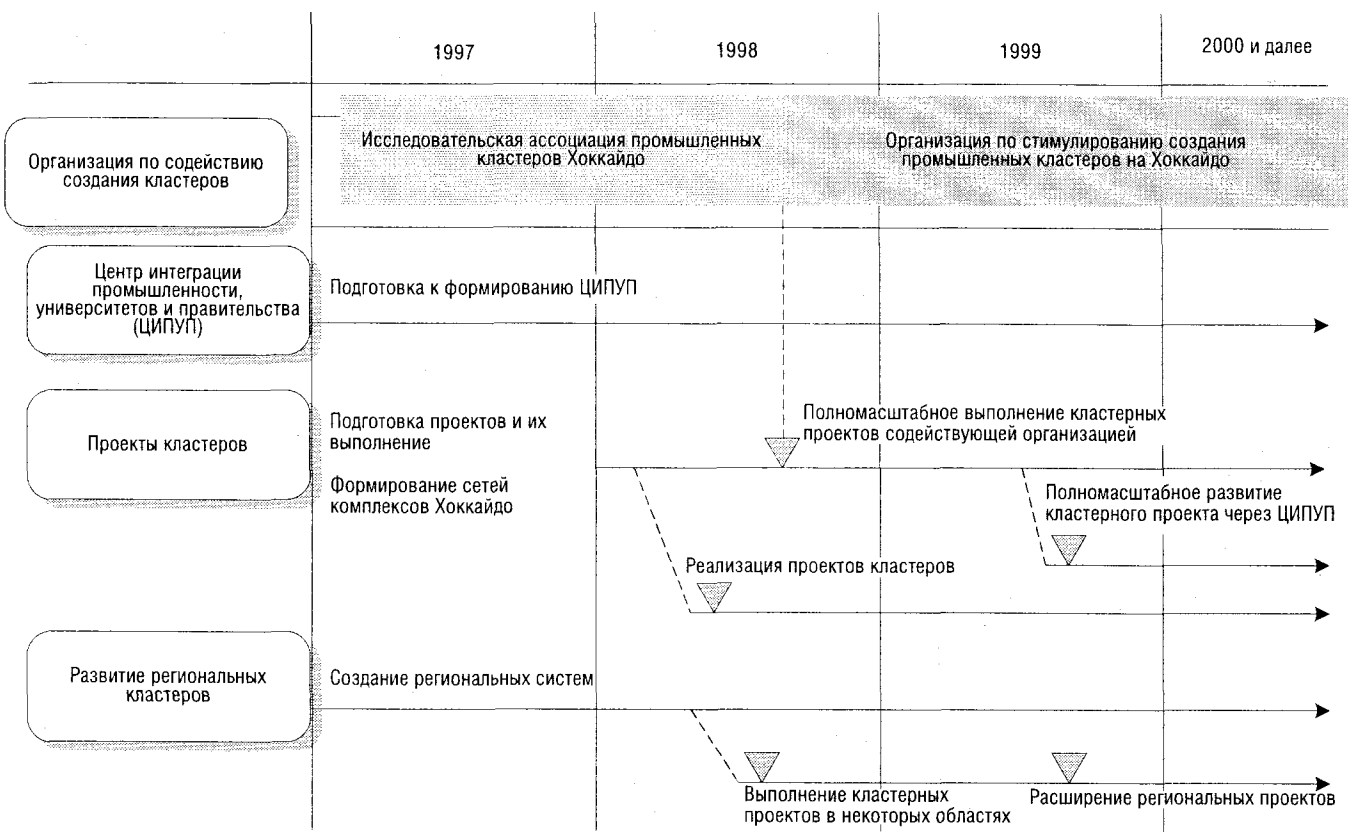 1997
1998
1999
2000 и далее
Организация по содействию
создания кластеров
Исследовательская ассоциация промышленных
кластеров Хоккайдо
Организация по стимулированию создания
промышленных кластеров на Хоккайдо
Центр интеграции
промышленности,
университетов и правительства
(ЦИПУП)
Подготовка к формированию ЦИПУП
Проекты кластеров
Подготовка проектов и их
выполнение
Формирование сетей
комплексов Хоккайдо
Полномасштабное выполнение кластерных
проектов содействующей организацией
Полномасштабное развитие
кластерного проекта через ЦИПУП
Реализация проектов кластеров
Развитие региональных
кластеров
Создание региональных систем
Выполнение кластерных
проектов в некоторых областях
Расширение региональных проектов